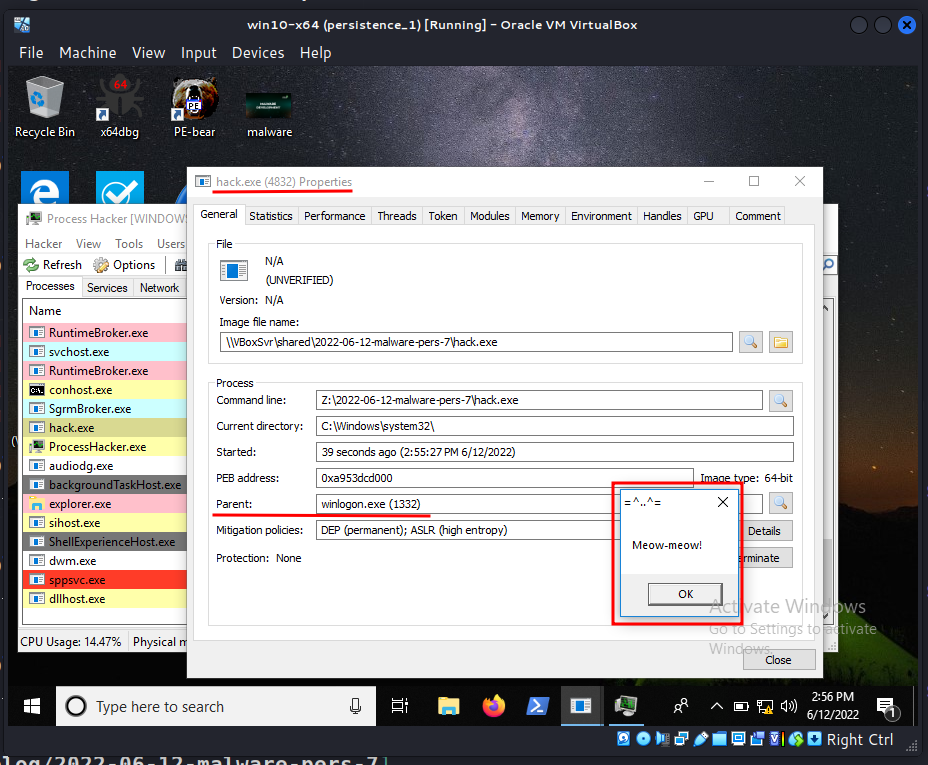 win10-x64 (persistence_1) [Running] - Oracle VM VirtualBox
File Machine View Input Devices Help
64
PE
Recycle Bin x64dbg PE-bear malware
hack.exe (4832) Properties
Process Hacker [WINDOWS
Hacker View Tools Users
Refresh Options
Processes Services Network
Name
RuntimeBroker.exe
svchost.exe
RuntimeBroker.exe
conhost.exe
SgrmBroker.exe
hack.exe
ProcessHacker.exe
audiodg.exe
backgroundTaskHost.exe
explorer.exe
sihost.exe
ShellExperienceHost.exe
dwm.exe
sppsvc.exe
dllhost.exe
CPU Usage: 14.47% Physical m
General Statistics Performance Threads Token Modules Memory Environment Handles GPU Comment
File
N/A
(UNVERIFIED)
Version: N/A
Image file name:
\\VBoxSvr\shared\2022-06-12-malware-pers-7\hack.exe
Process
Command line: Z:\2022-06-12-malware-pers-7\hack.exe
Current directory: C:\Windows\system32\
Started: 39 seconds ago (2:55:27 PM 6/12/2022)
PEB address: 0xa953dcd000 Image type: 64-bit
Parent: winlogon.exe (1332)
Mitigation policies: DEP (permanent); ASLR (high entropy) Details
Protection: None erminate
=^..^=
Meow-meow!
OK
Activate Windows
Go to Settings to activate
Windows.
Close
Type here to search
2:56 PM
6/12/2022
1
Right Ctrl
log/2022-06-12-malware-pers-7]